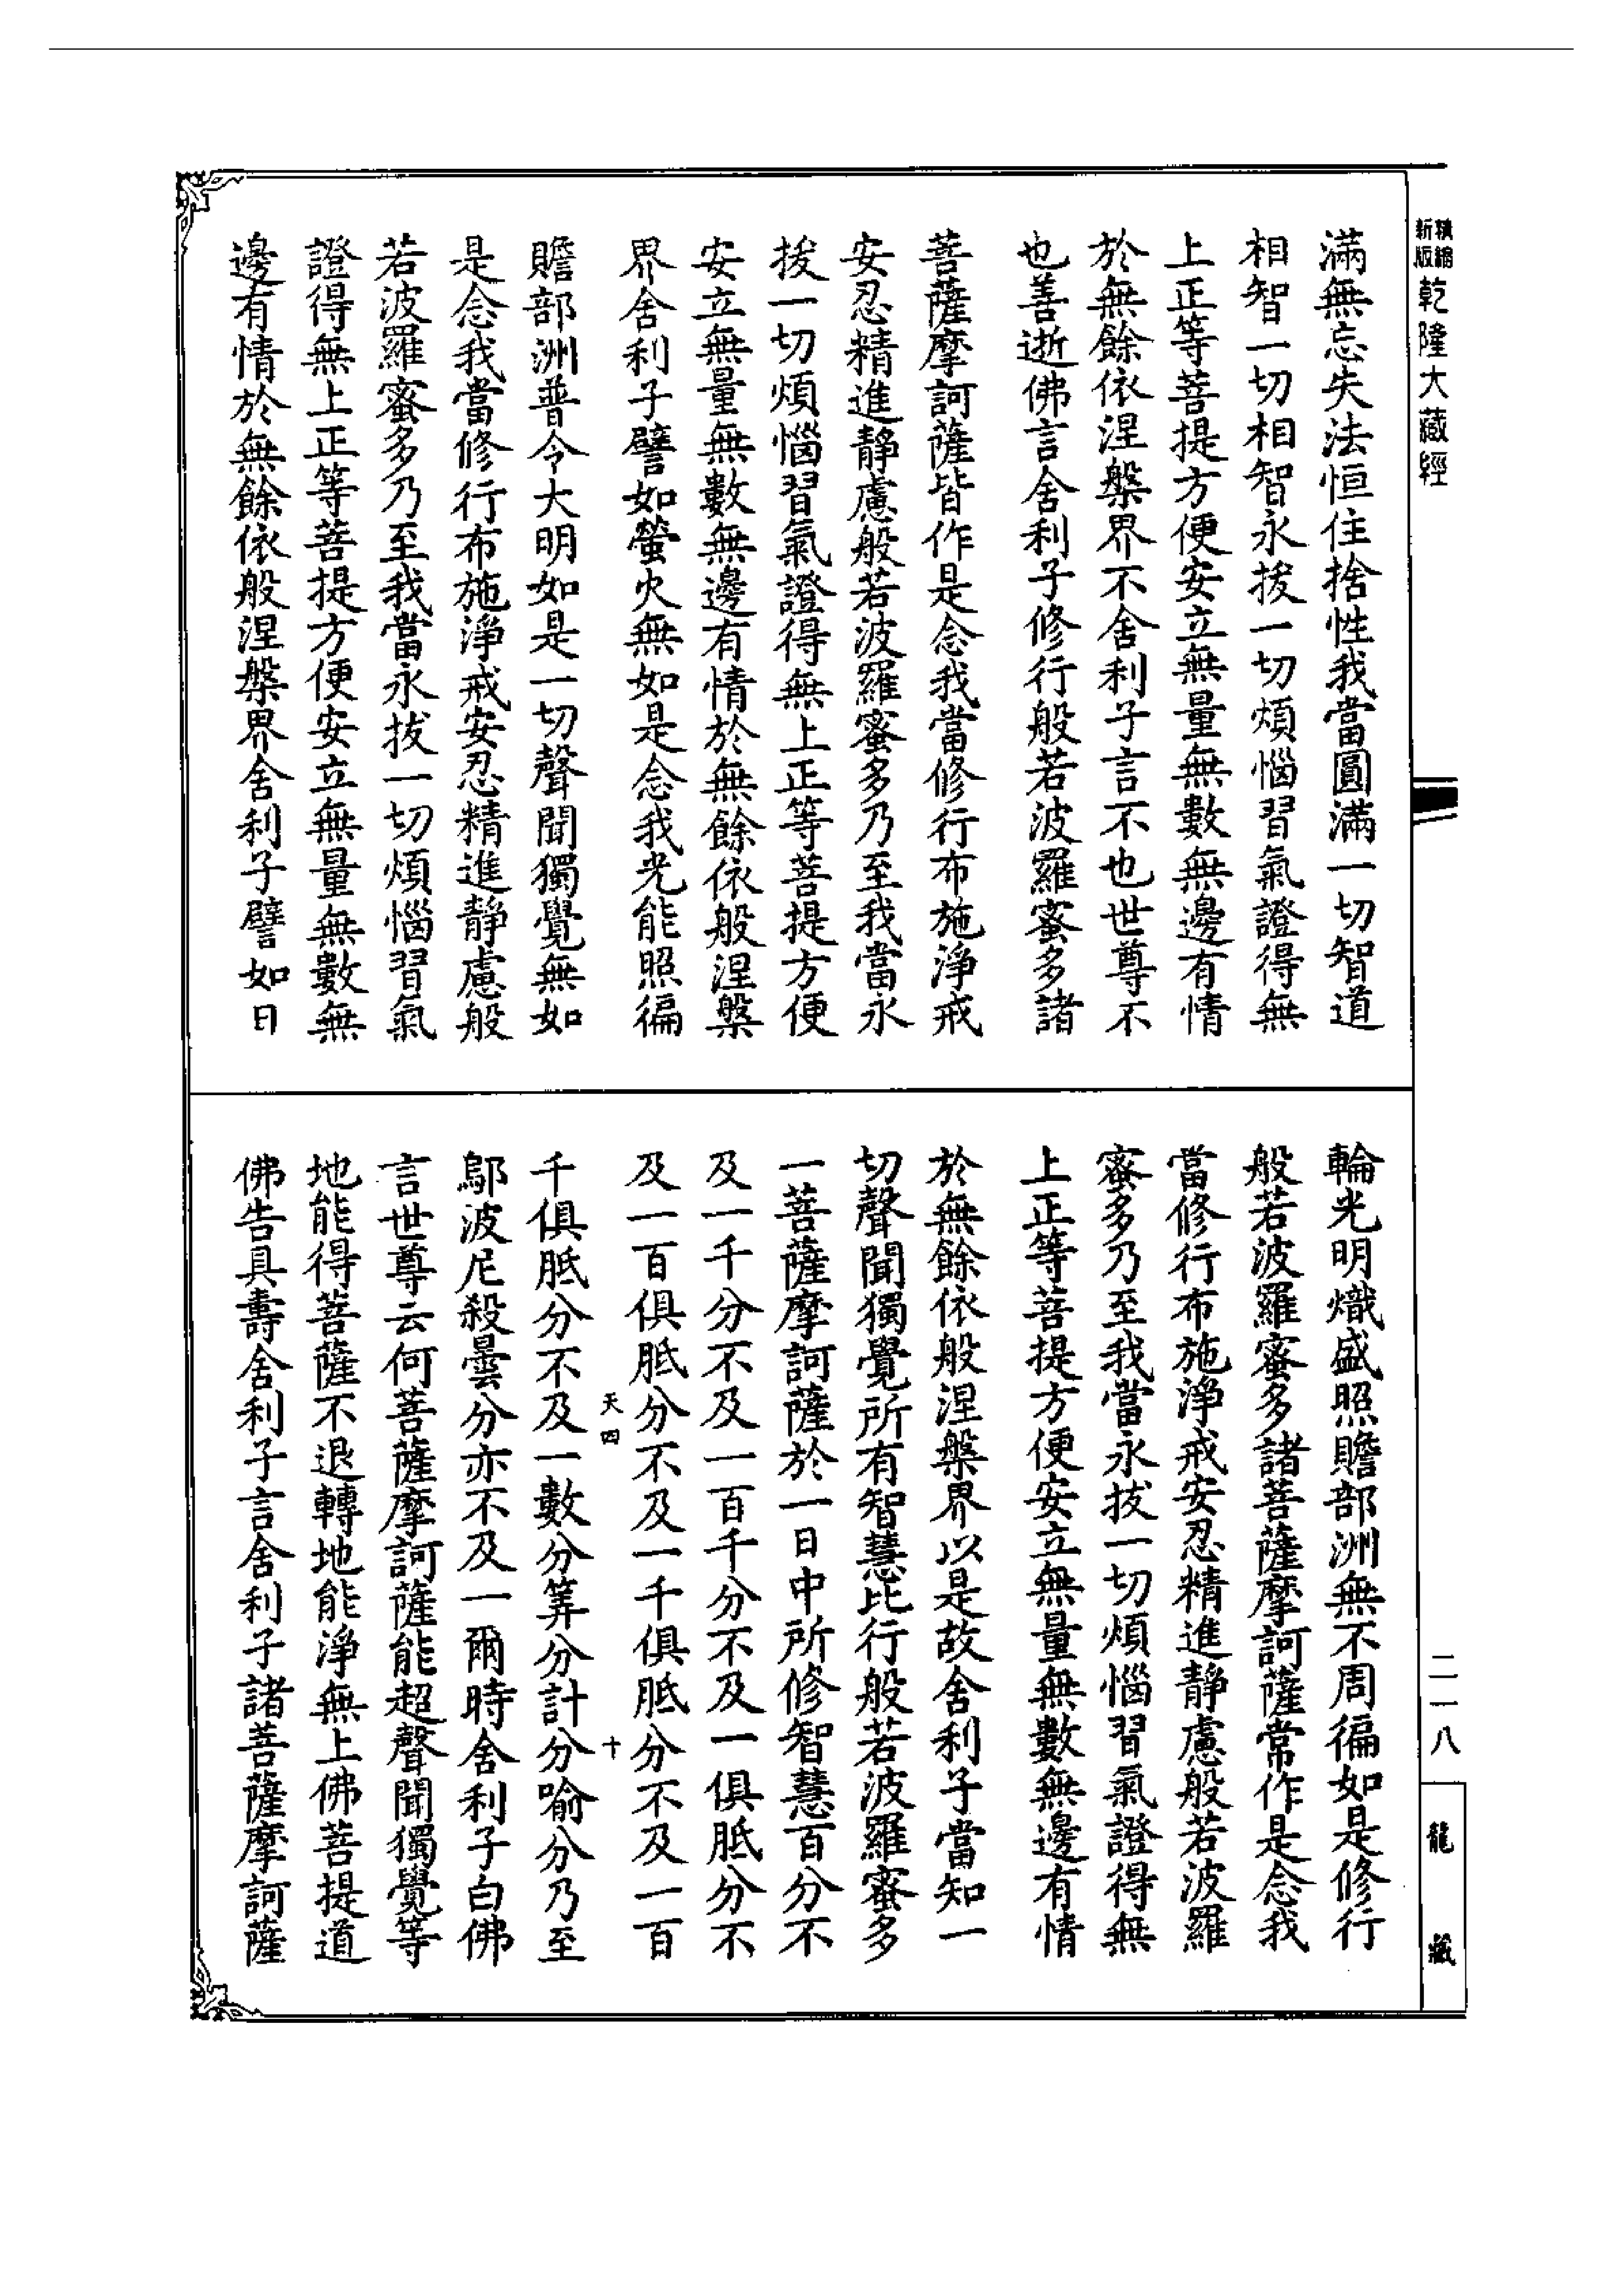 新版
精縮
乾隆大藏經
滿無忘失法恒住捨性我當圓滿一切智道
相智一切相智永拔一切煩惱習氣證得無
上正等菩提方便安立無量無數無邊有情
於無餘依涅槃界不舍利子言不也世尊不
也善逝佛言舍利子修行般若波羅蜜多諸
菩薩摩訶薩皆作是念我當修行布施淨戒
安忍精進靜慮般若波羅蜜多乃至我當永
拔一切煩惱習氣證得無上正等菩提方便
安立無量無數無邊有情於無餘依般涅槃
界舍利子譬如螢火無如是念我光能照徧
贍部洲普令大明如是一切聲聞獨覺無如
是念我當修行布施淨戒安忍精進靜慮般
若波羅蜜多乃至我當永拔一切煩惱習氣
證得無上正等菩提方便安立無量無數無
邊有情於無餘依般涅槃界舍利子譬如日
輪光明熾盛照贍部洲無不周徧如是修行
般若波羅蜜多諸菩薩摩訶薩常作是念我
當修行布施淨戒安忍精進靜慮般若波羅
蜜多乃至我當永拔一切煩惱習氣證得無
上正等菩提方便安立無量無數無邊有情
於無餘依般涅槃界以是故舍利子當知一
切聲聞獨覺所有智慧比行般若波羅蜜多
一菩薩摩訶薩於一日中所修智慧百分不
及一千分不及一百千分不及一俱胝分不
及一百俱胝分不及一千俱胝分不及一百
天四 十
千俱胝分不及一數分筭分計分喻分乃至
鄔波尼殺曇分亦不及一爾時舍利子白佛
言世尊云何菩薩摩訶薩能超聲聞獨覺等
地能得菩薩不退轉地能淨無上佛菩提道
佛告具壽舍利子言舍利子諸菩薩摩訶薩
二一八
龍藏